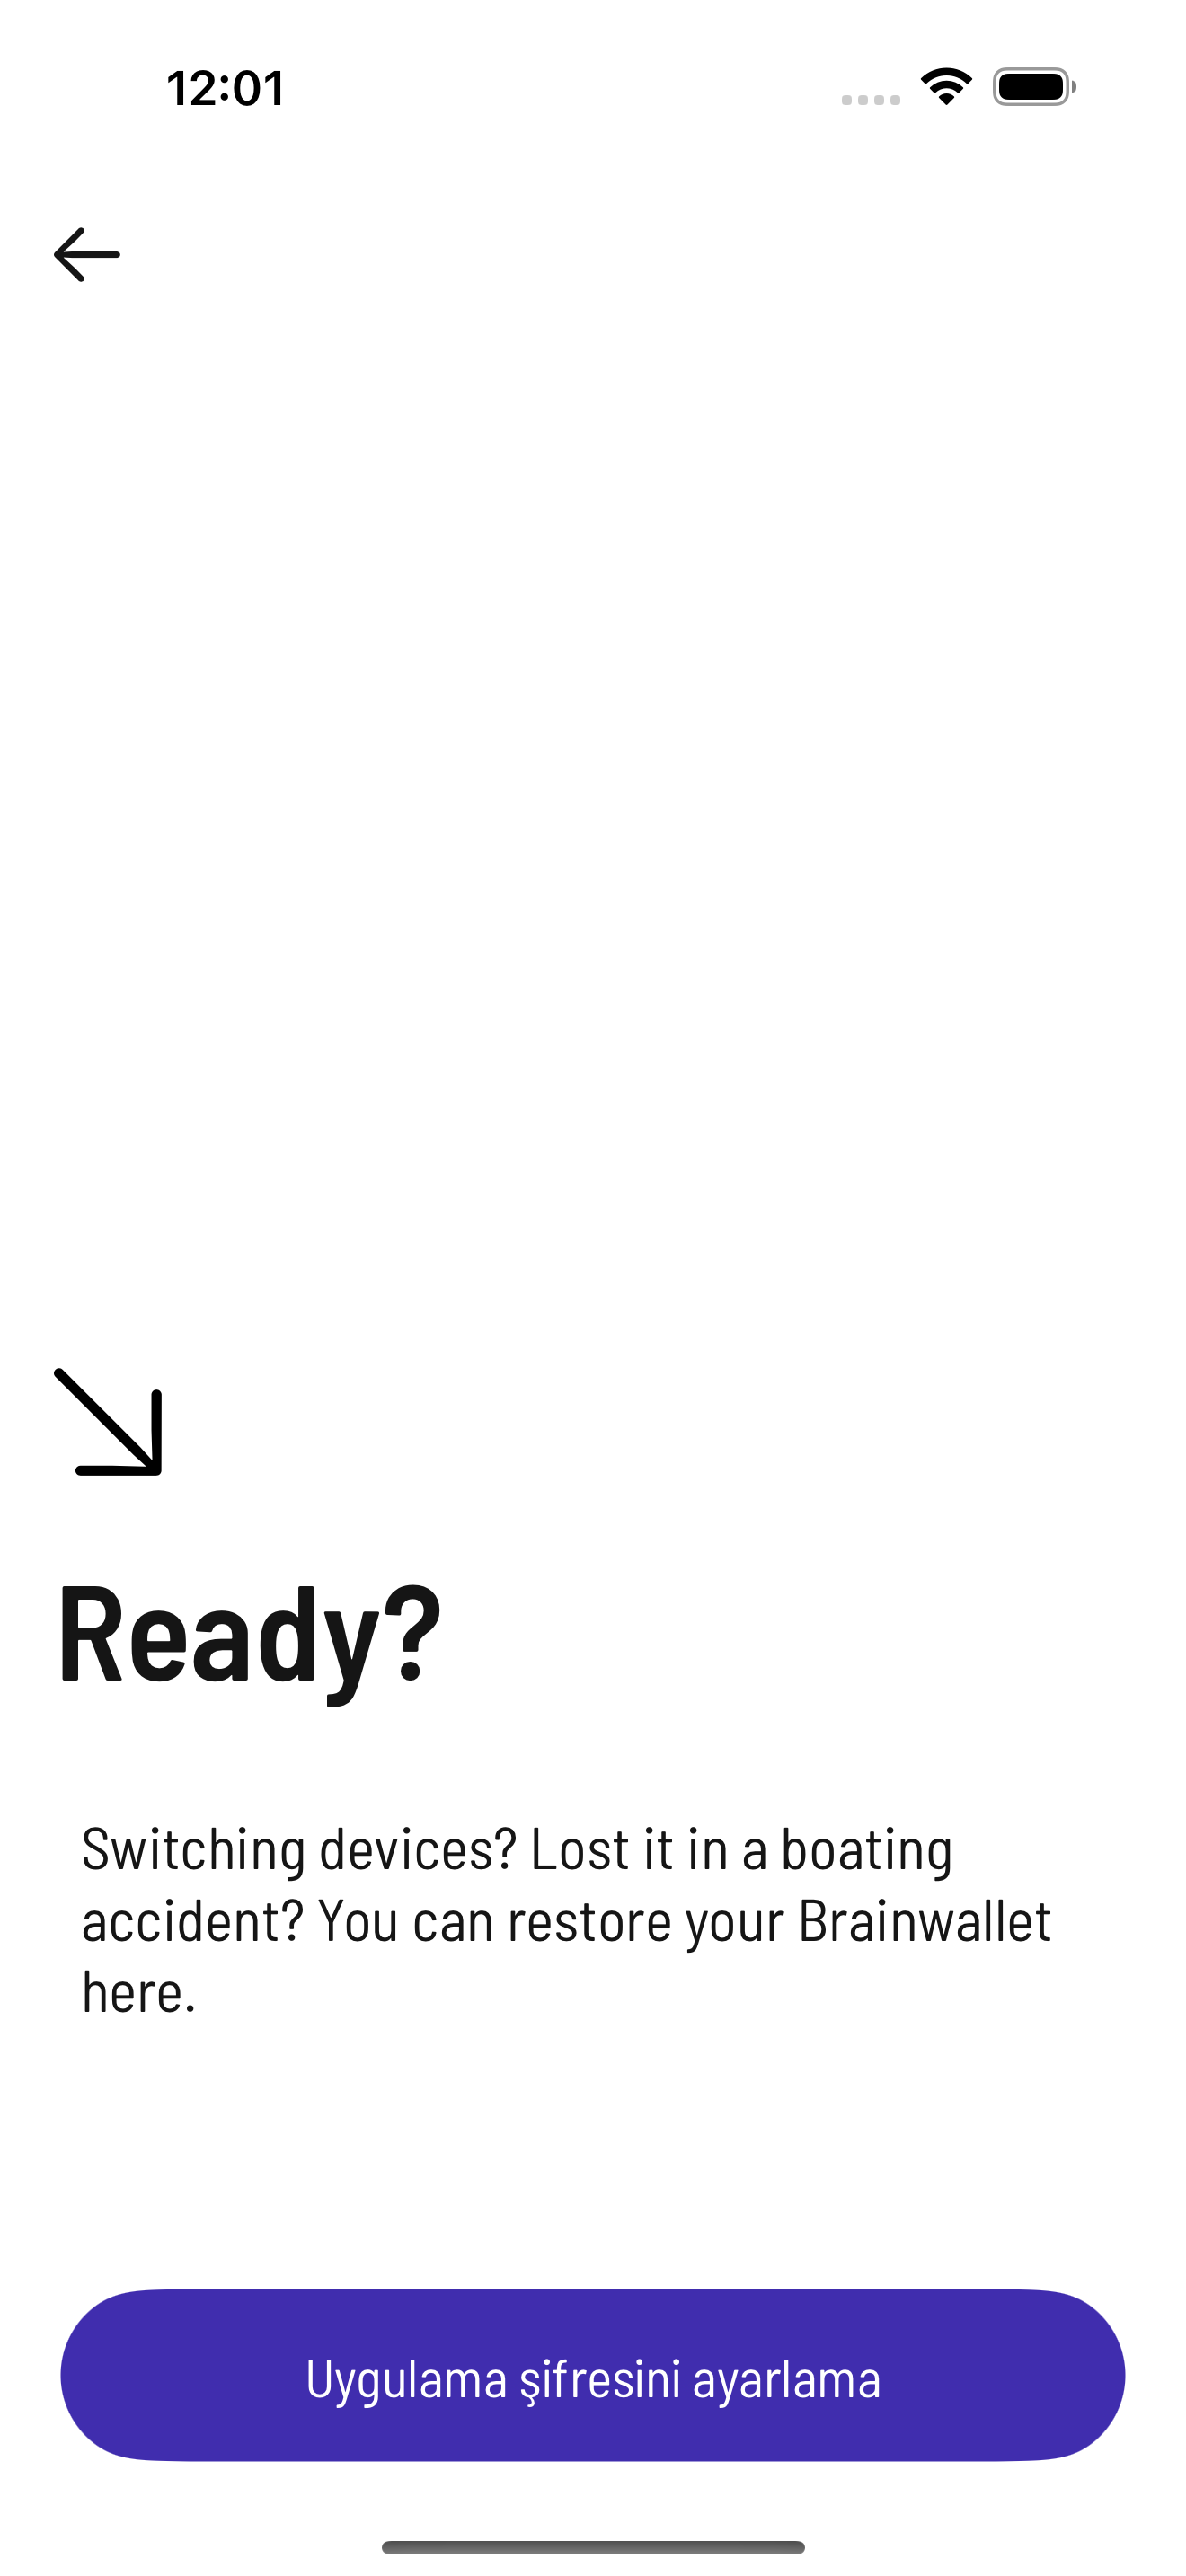 12:01
Ready?
Switching devices? Lost it in a boating
accident? You can restore your Brainwallet
here.
Uygulama şifresini ayarlama